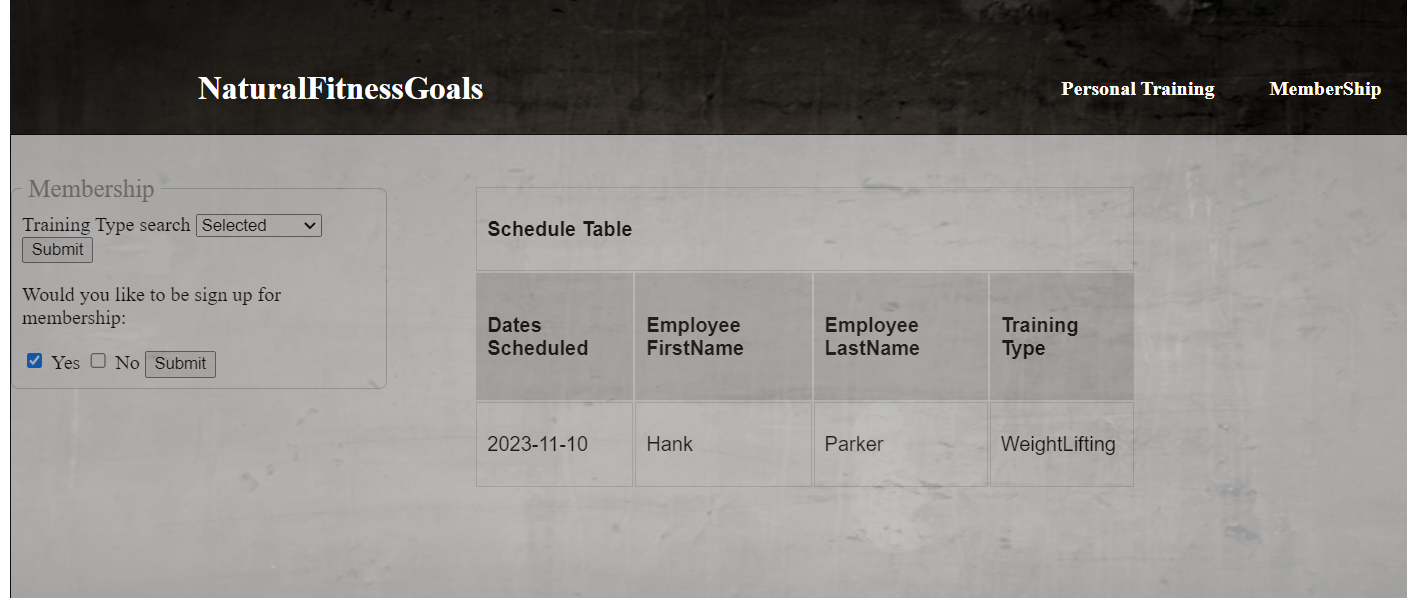 NaturalFitnessGoals
Personal Training
MemberShip
Membership
Training Type search Selected
Submit
Would you like to be sign up for
membership:
Yes No Submit
Schedule Table
Dates Scheduled
Employee FirstName
Employee LastName
Training Type
2023-11-10
Hank
Parker
WeightLifting